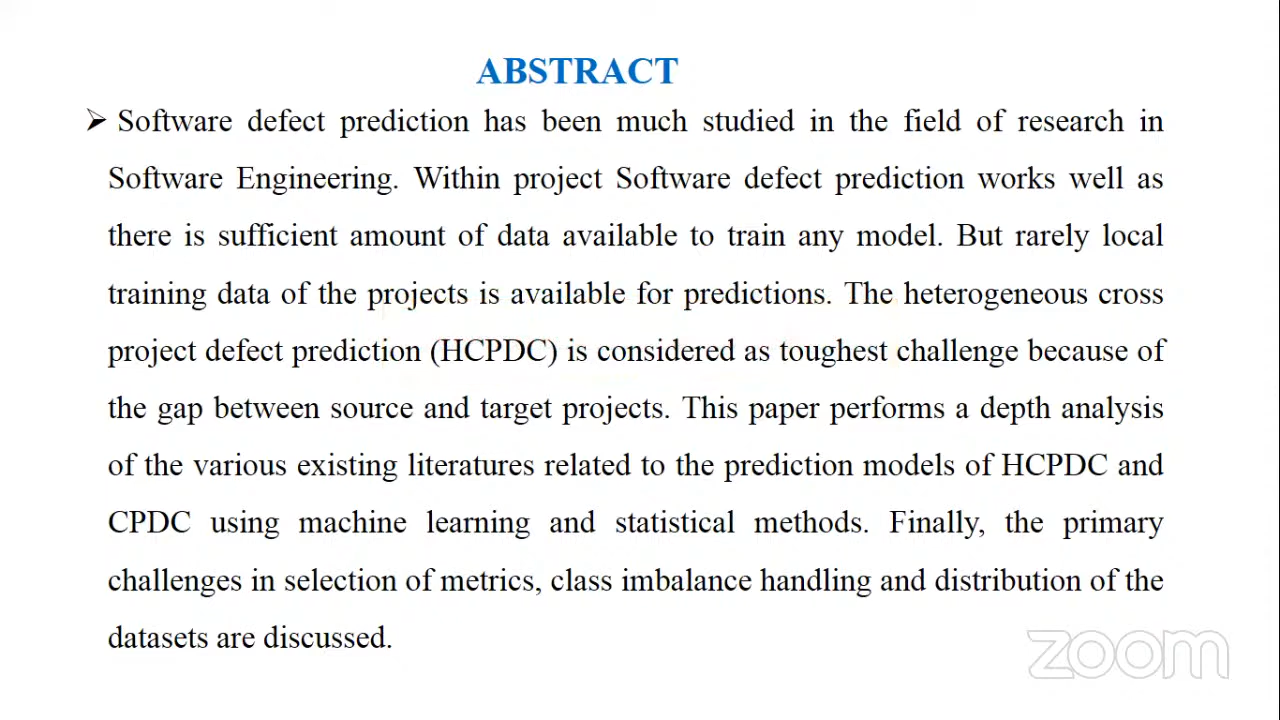 ABSTRACT
➤ Software defect prediction has been much studied in the field of research in
Software Engineering. Within project Software defect prediction works well as
there is sufficient amount of data available to train any model. But rarely local
training data of the projects is available for predictions. The heterogeneous cross
project defect prediction (HCPDC) is considered as toughest challenge because of
the gap between source and target projects. This paper performs a depth analysis
of the various existing literatures related to the prediction models of HCPDC and
CPDC using machine learning and statistical methods. Finally, the primary
challenges in selection of metrics, class imbalance handling and distribution of the
datasets are discussed.
zoom